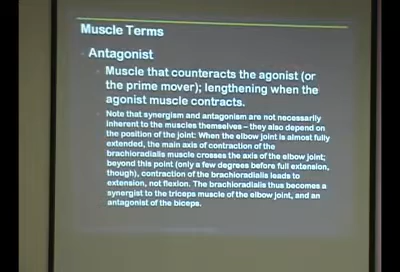 Muscle Terms
Antagonist
Muscle that counteracts the agonist (or
the prime mover); lengthening when the
agonist muscle contracts.
Note that synergism and antagonism are not necessarily
inherent to the muscles themselves – they also depend on
the position of the joint: When the elbow joint is almost fully
extended, the main axis of contraction of the
brachioradialis muscle crosses the axis of the elbow joint;
beyond this point (only a few degrees before full extension,
though), contraction of the brachioradialis leads to
extension, not flexion. The brachioradialis thus becomes a
synergist to the triceps muscle of the elbow joint, and an
antagonist of the biceps.